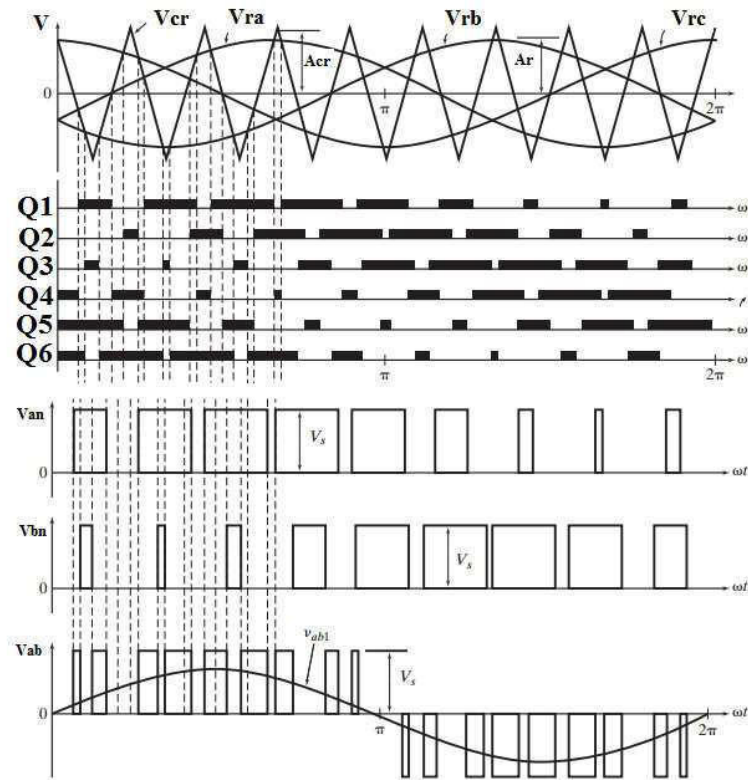 V Vcr Vra Vrb Vrc
Acr Ar
0 π 2π
Q1 ω
Q2 ω
Q3 ω
Q4
Q5 ω
Q6 ω
π 2π
Van
Vs
0 ωt
Vbn
Vs
0 ωt
Vab
vab1
Vs
0 π 2π ωt